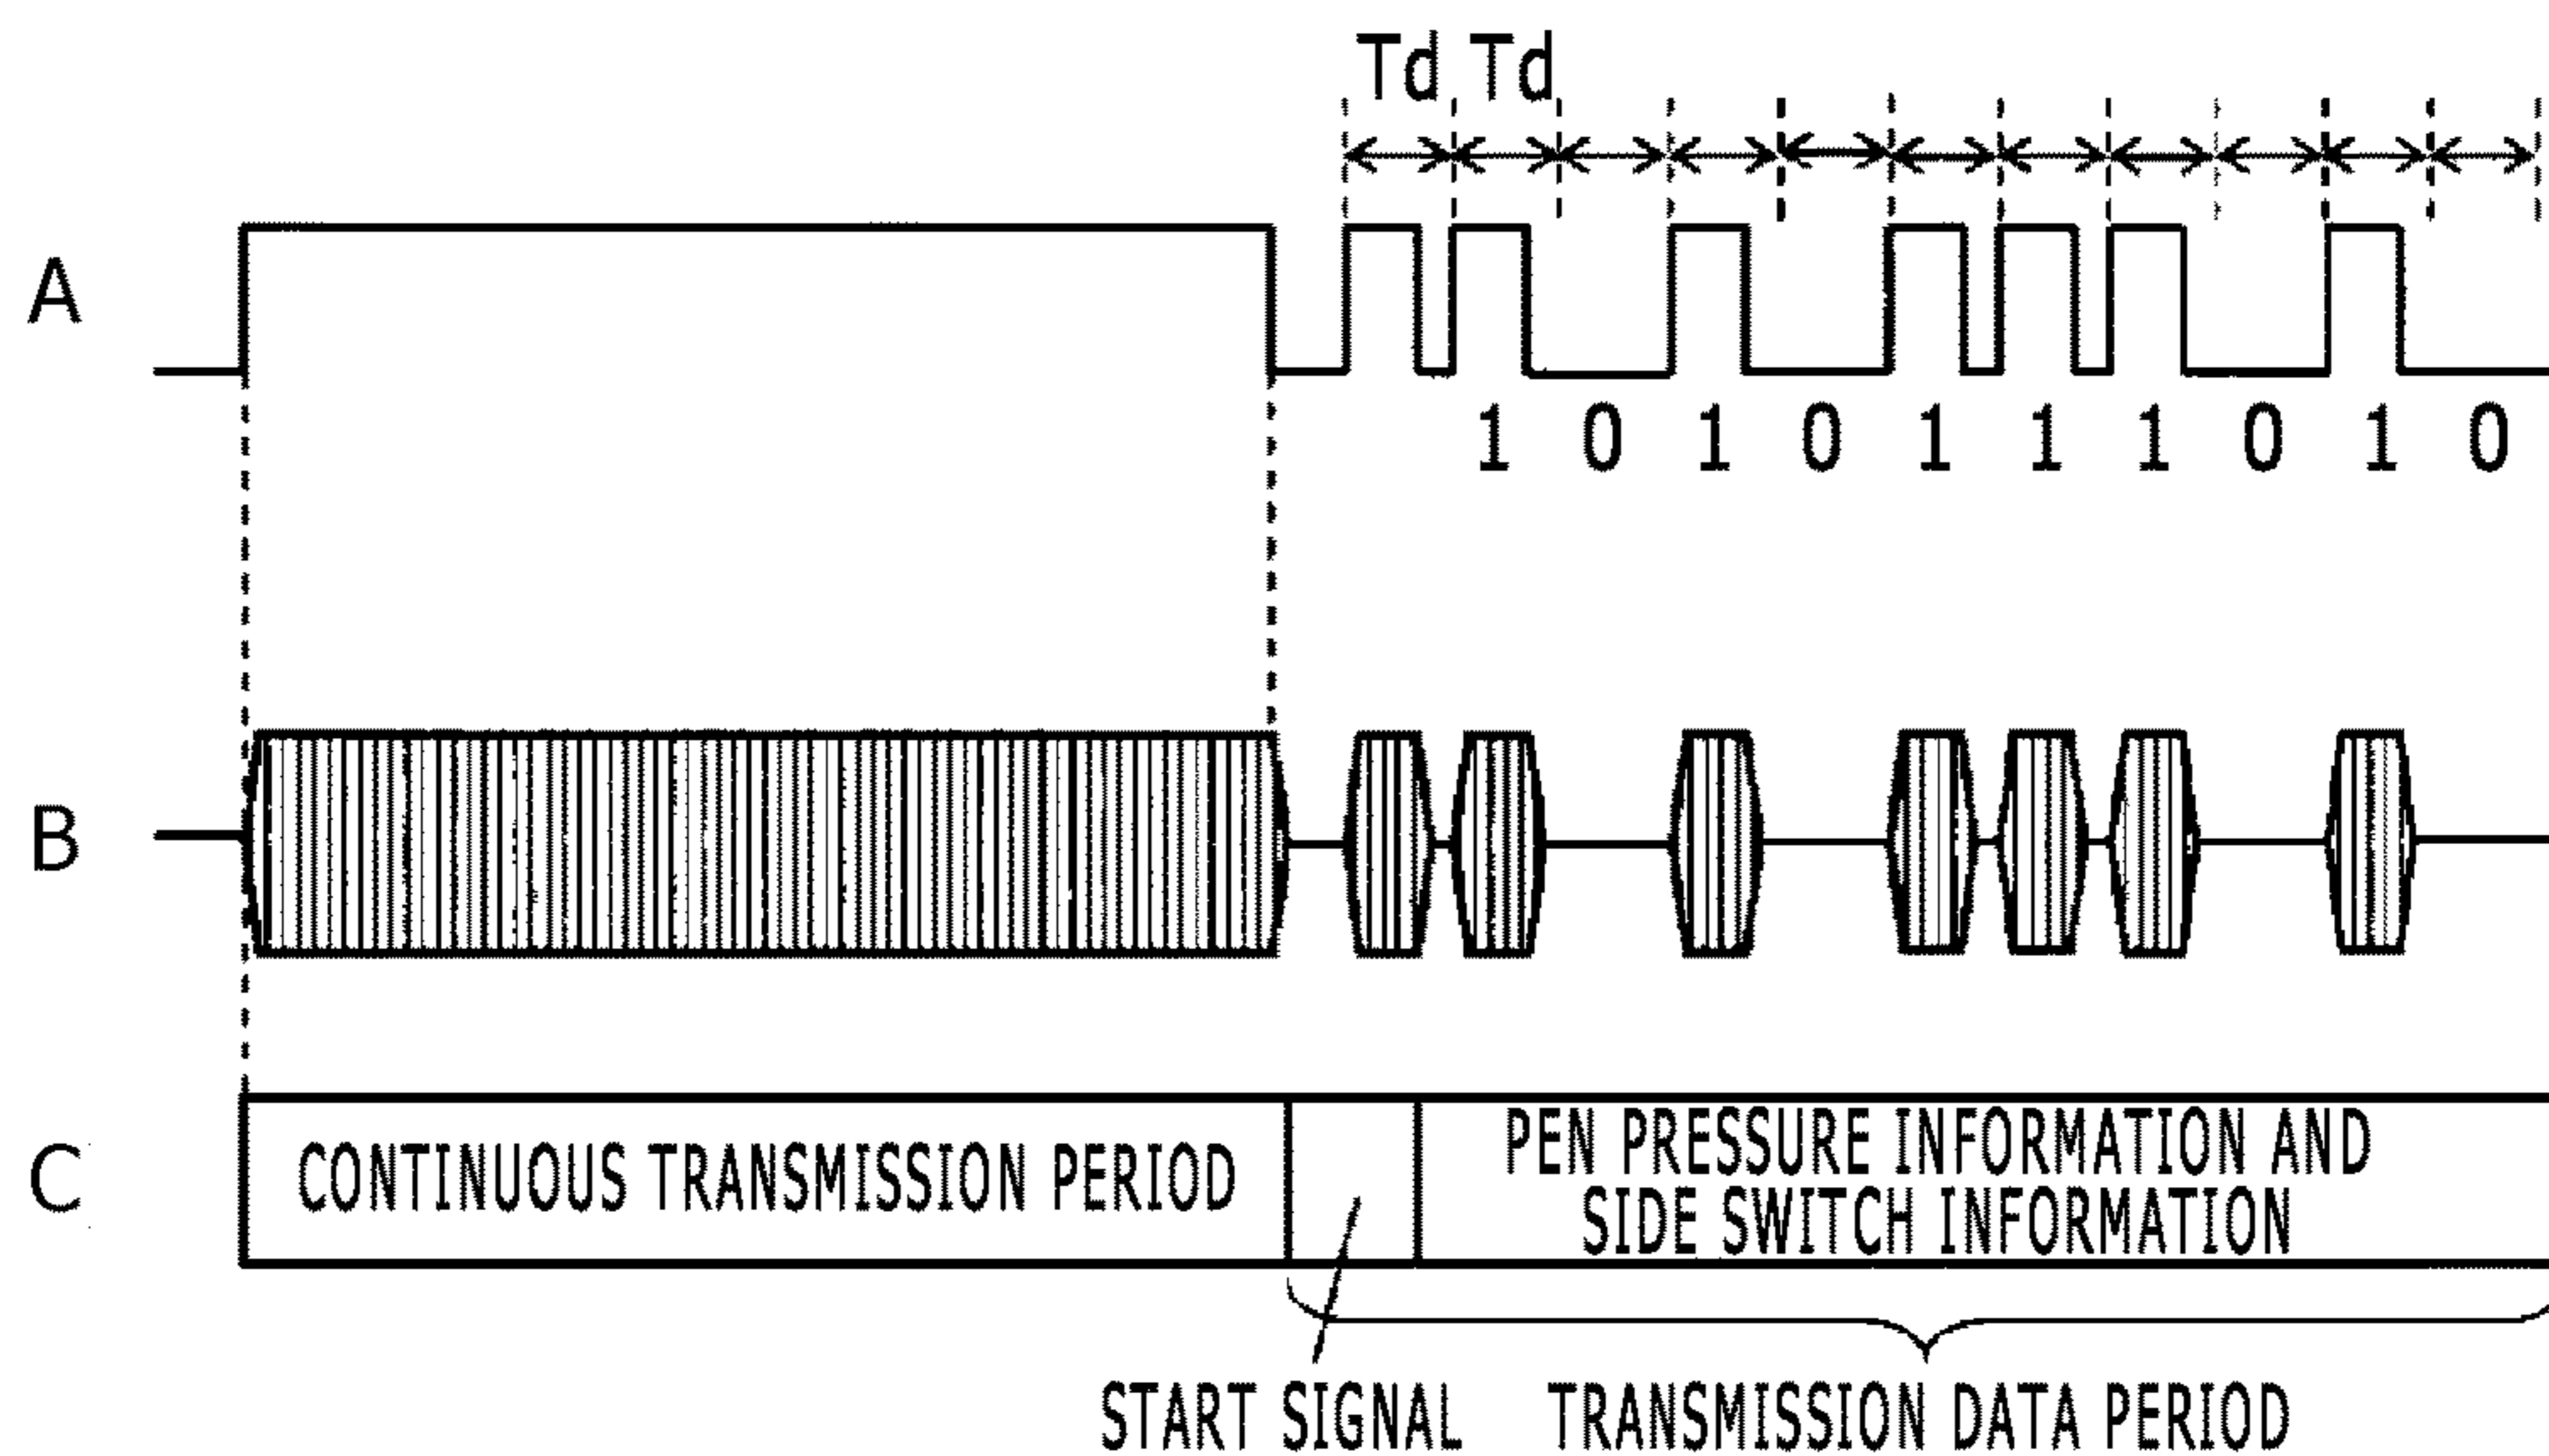 Td Td
A
1 0 1 0 1 1 1 0 1 0
B
C
CONTINUOUS TRANSMISSION PERIOD
PEN PRESSURE INFORMATION AND
SIDE SWITCH INFORMATION
START SIGNAL
TRANSMISSION DATA PERIOD